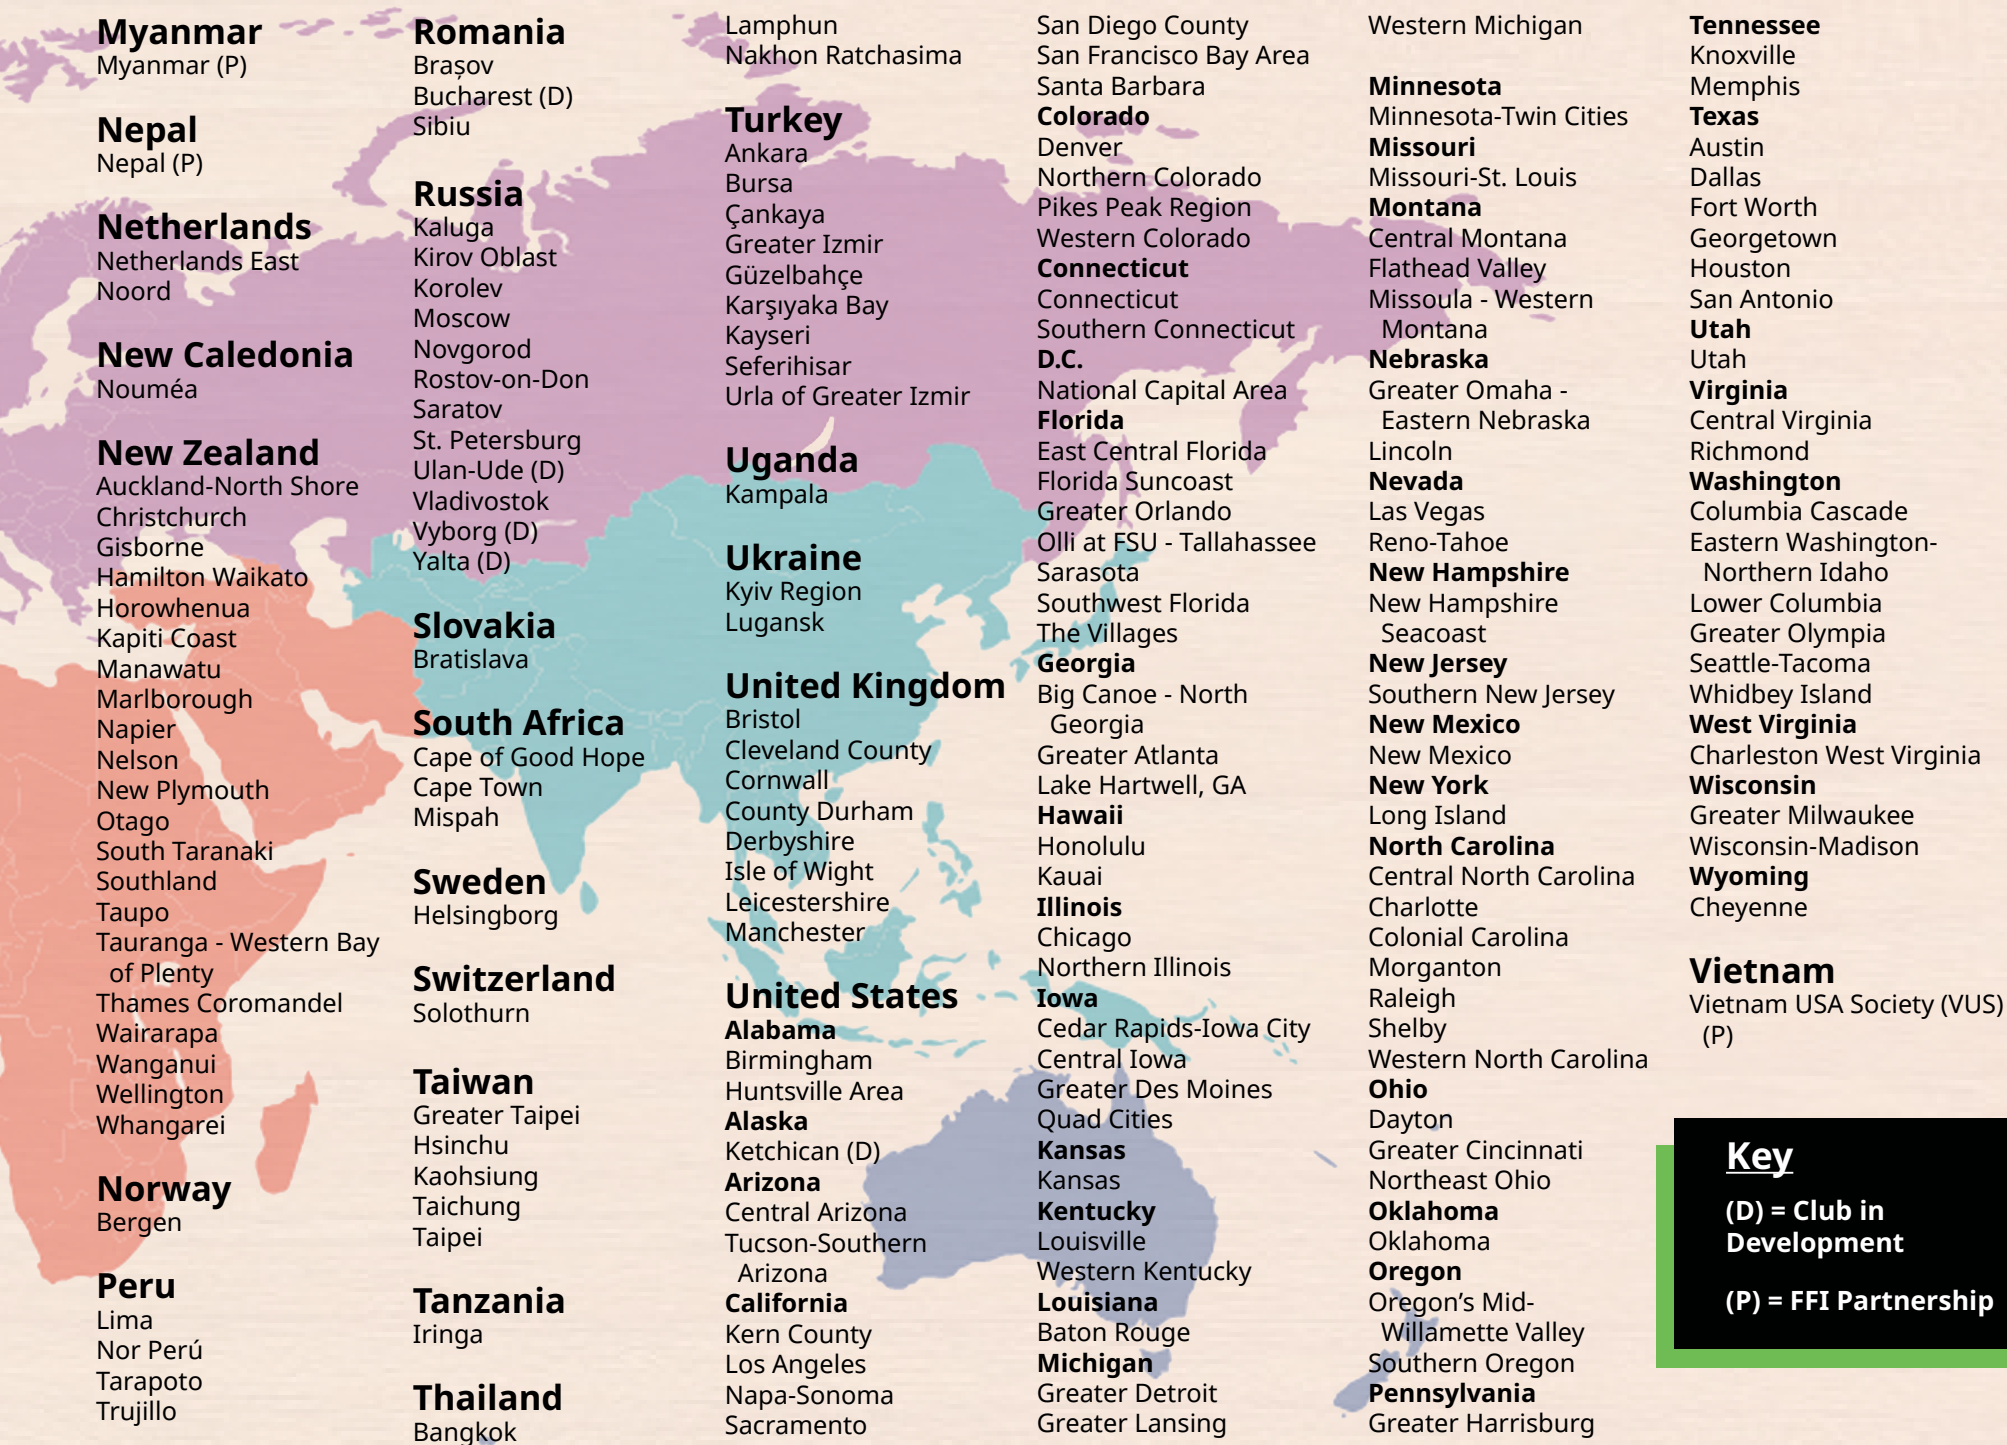 Myanmar
Myanmar (P)
Nepal
Nepal (P)
Netherlands
Netherlands East
Noord
New Caledonia
Nouméa
New Zealand
Auckland-North Shore
Christchurch
Gisborne
Hamilton Waikato
Horowhenua
Kapiti Coast
Manawatu
Marlborough
Napier
Nelson
New Plymouth
Otago
South Taranaki
Southland
Taupo
Tauranga - Western Bay
of Plenty
Thames Coromandel
Wairarapa
Wanganui
Wellington
Whangarei
Norway
Bergen
Peru
Lima
Nor Perú
Tarapoto
Trujillo
Romania
Brașov
Bucharest (D)
Sibiu
Russia
Kaluga
Kirov Oblast
Korolev
Moscow
Novgorod
Rostov-on-Don
Saratov
St. Petersburg
Ulan-Ude (D)
Vladivostok
Vyborg (D)
Yalta (D)
Slovakia
Bratislava
South Africa
Cape of Good Hope
Cape Town
Mispah
Sweden
Helsingborg
Switzerland
Solothurn
Taiwan
Greater Taipei
Hsinchu
Kaohsiung
Taichung
Taipei
Tanzania
Iringa
Thailand
Bangkok
Lamphun
Nakhon Ratchasima
Turkey
Ankara
Bursa
Çankaya
Greater Izmir
Güzelbahçe
Karşıyaka Bay
Kayseri
Seferihisar
Urla of Greater Izmir
Uganda
Kampala
Ukraine
Kyiv Region
Lugansk
United Kingdom
Bristol
Cleveland County
Cornwall
County Durham
Derbyshire
Isle of Wight
Leicestershire
Manchester
United States
Alabama
Birmingham
Huntsville Area
Alaska
Ketchican (D)
Arizona
Central Arizona
Tucson-Southern
Arizona
California
Kern County
Los Angeles
Napa-Sonoma
Sacramento
San Diego County
San Francisco Bay Area
Santa Barbara
Colorado
Denver
Northern Colorado
Pikes Peak Region
Western Colorado
Connecticut
Connecticut
Southern Connecticut
D.C.
National Capital Area
Florida
East Central Florida
Florida Suncoast
Greater Orlando
Olli at FSU - Tallahassee
Sarasota
Southwest Florida
The Villages
Georgia
Big Canoe - North
Georgia
Greater Atlanta
Lake Hartwell, GA
Hawaii
Honolulu
Kauai
Illinois
Chicago
Northern Illinois
Iowa
Cedar Rapids-Iowa City
Central Iowa
Greater Des Moines
Quad Cities
Kansas
Kansas
Kentucky
Louisville
Western Kentucky
Louisiana
Baton Rouge
Michigan
Greater Detroit
Greater Lansing
Western Michigan
Minnesota
Minnesota-Twin Cities
Missouri
Missouri-St. Louis
Montana
Central Montana
Flathead Valley
Missoula - Western
Montana
Nebraska
Greater Omaha -
Eastern Nebraska
Lincoln
Nevada
Las Vegas
Reno-Tahoe
New Hampshire
New Hampshire
Seacoast
New Jersey
Southern New Jersey
New Mexico
New Mexico
New York
Long Island
North Carolina
Central North Carolina
Charlotte
Colonial Carolina
Morganton
Raleigh
Shelby
Western North Carolina
Ohio
Dayton
Greater Cincinnati
Northeast Ohio
Oklahoma
Oklahoma
Oregon
Oregon’s Mid-
Willamette Valley
Southern Oregon
Pennsylvania
Greater Harrisburg
Tennessee
Knoxville
Memphis
Texas
Austin
Dallas
Fort Worth
Georgetown
Houston
San Antonio
Utah
Utah
Virginia
Central Virginia
Richmond
Washington
Columbia Cascade
Eastern Washington-
Northern Idaho
Lower Columbia
Greater Olympia
Seattle-Tacoma
Whidbey Island
West Virginia
Charleston West Virginia
Wisconsin
Greater Milwaukee
Wisconsin-Madison
Wyoming
Cheyenne
Vietnam
Vietnam USA Society (VUS)
(P)
Key
(D) = Club in
Development
(P) = FFI Partnership